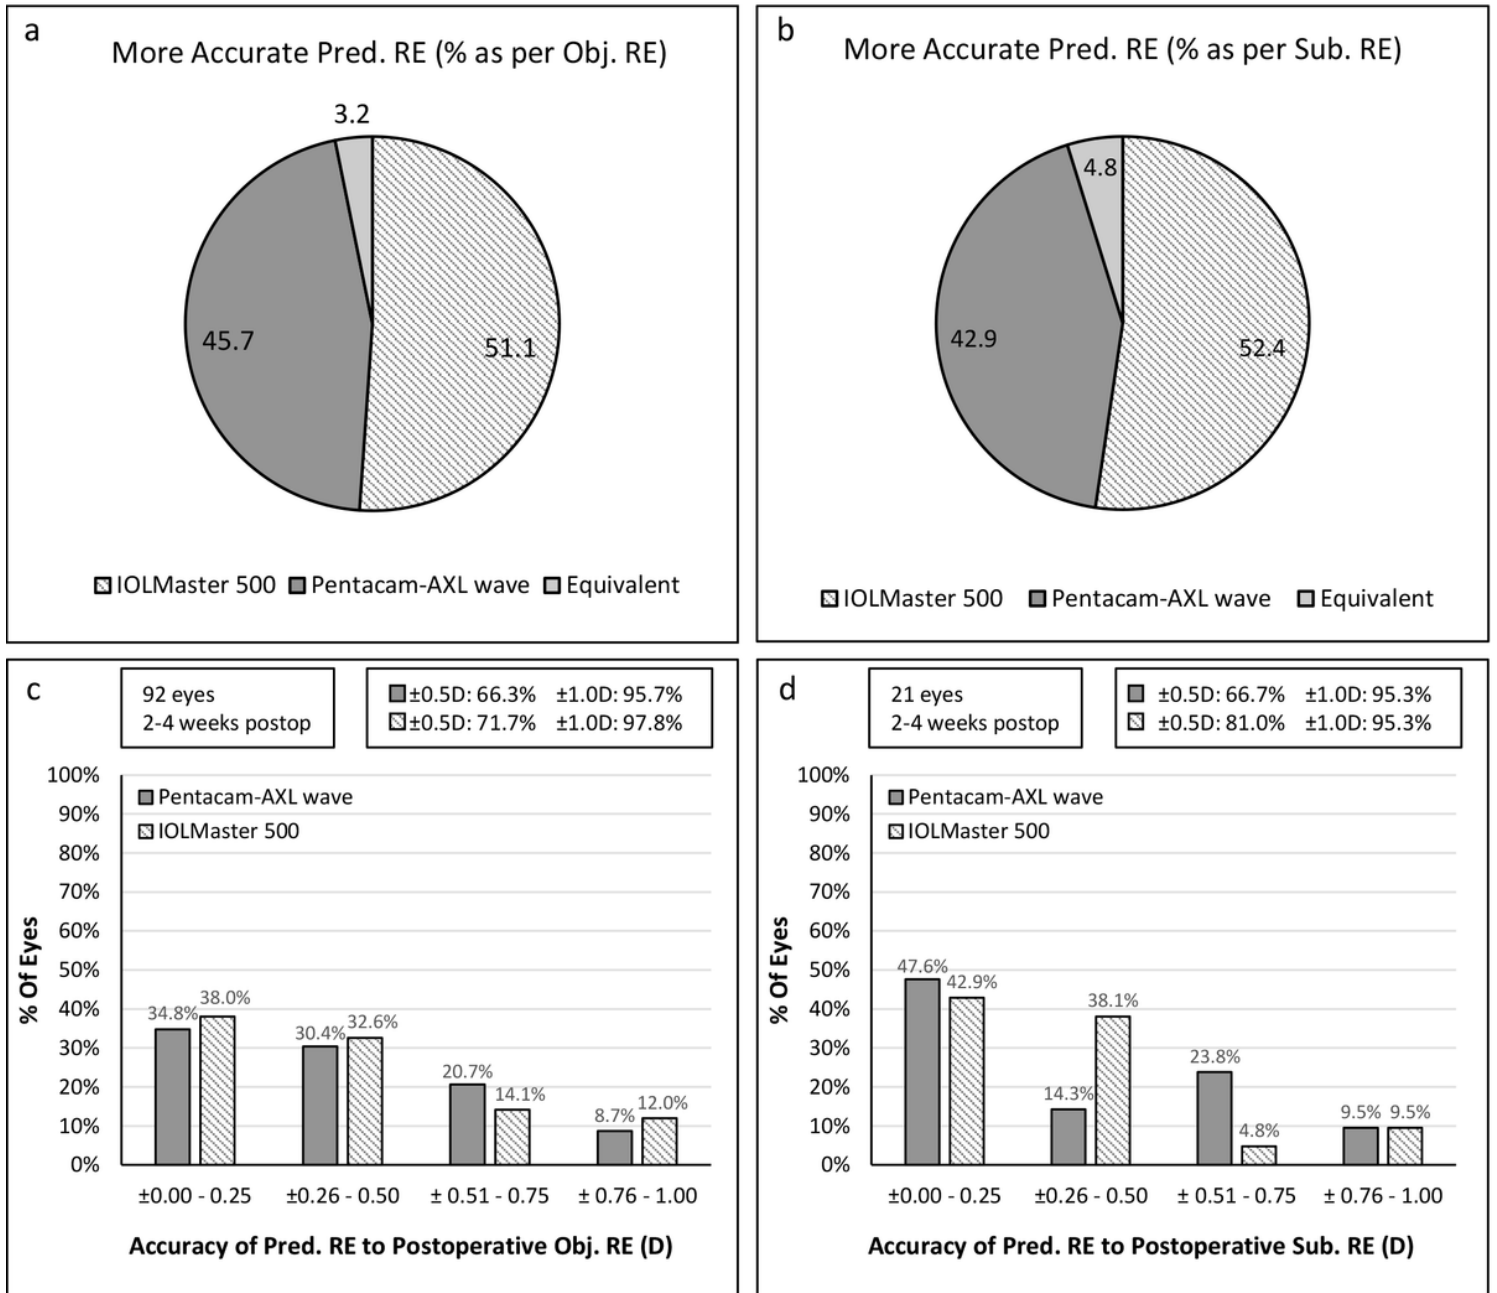 a
More Accurate Pred. RE (% as per Obj. RE)
3.2
45.7
51.1
IOLMaster 500 Pentacam-AXL wave Equivalent
b
More Accurate Pred. RE (% as per Sub. RE)
4.8
42.9
52.4
IOLMaster 500 Pentacam-AXL wave Equivalent
c
92 eyes
2-4 weeks postop
±0.5D: 66.3% ±1.0D: 95.7%
±0.5D: 71.7% ±1.0D: 97.8%
% Of Eyes
100%
90%
80%
70%
60%
50%
40%
30%
20%
10%
0%
Pentacam-AXL wave
IOLMaster 500
34.8% 38.0%
30.4% 32.6%
20.7% 14.1%
8.7% 12.0%
±0.00 - 0.25 ±0.26 - 0.50 ± 0.51 - 0.75 ± 0.76 - 1.00
Accuracy of Pred. RE to Postoperative Obj. RE (D)
d
21 eyes
2-4 weeks postop
±0.5D: 66.7% ±1.0D: 95.3%
±0.5D: 81.0% ±1.0D: 95.3%
% Of Eyes
100%
90%
80%
70%
60%
50%
40%
30%
20%
10%
0%
Pentacam-AXL wave
IOLMaster 500
47.6% 42.9%
14.3% 38.1%
23.8% 4.8%
9.5% 9.5%
±0.00 - 0.25 ±0.26 - 0.50 ± 0.51 - 0.75 ± 0.76 - 1.00
Accuracy of Pred. RE to Postoperative Sub. RE (D)